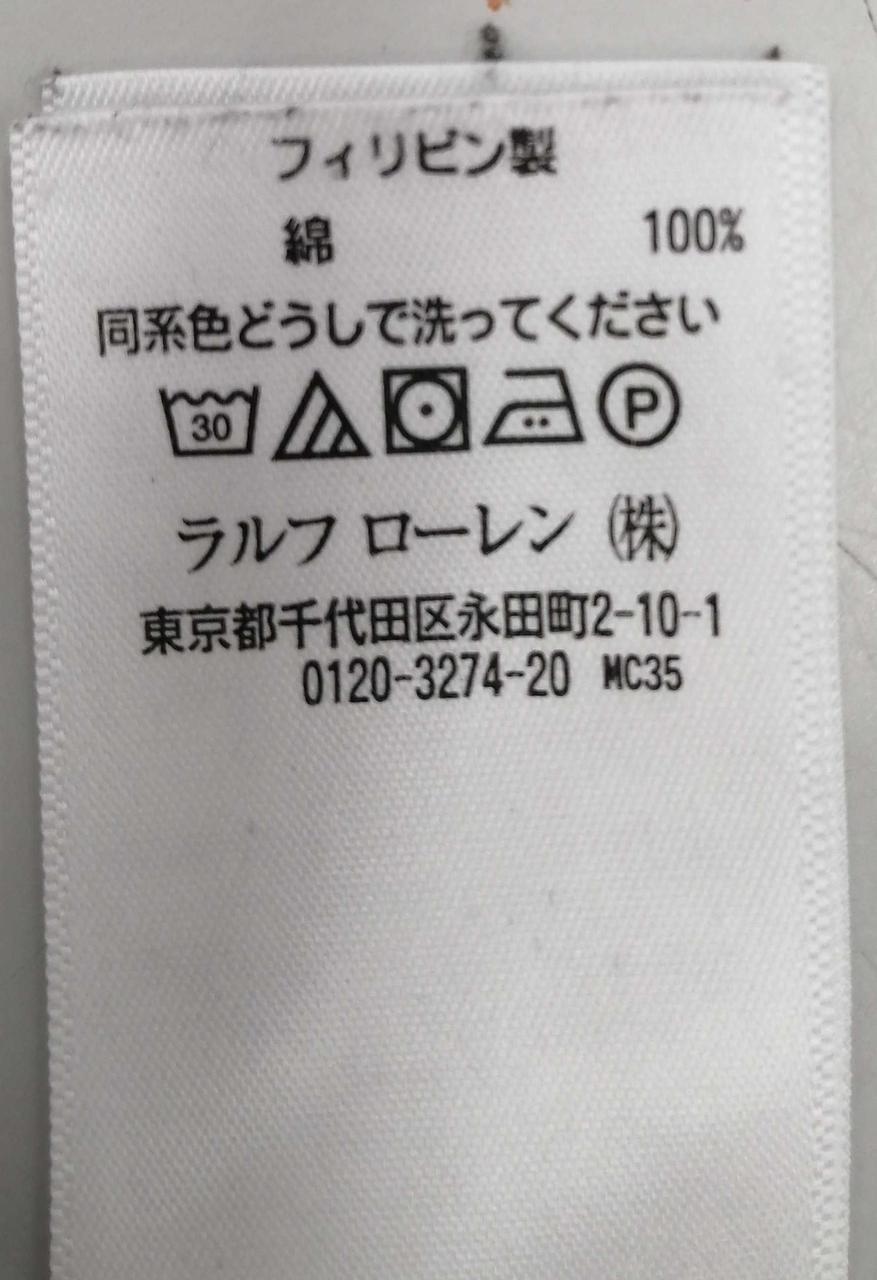 フィリピン製
綿 100%
同系色どうしで洗ってください
30 P
ラルフ ローレン ㈱
東京都千代田区永田町2-10-1
0120-3274-20 MC35